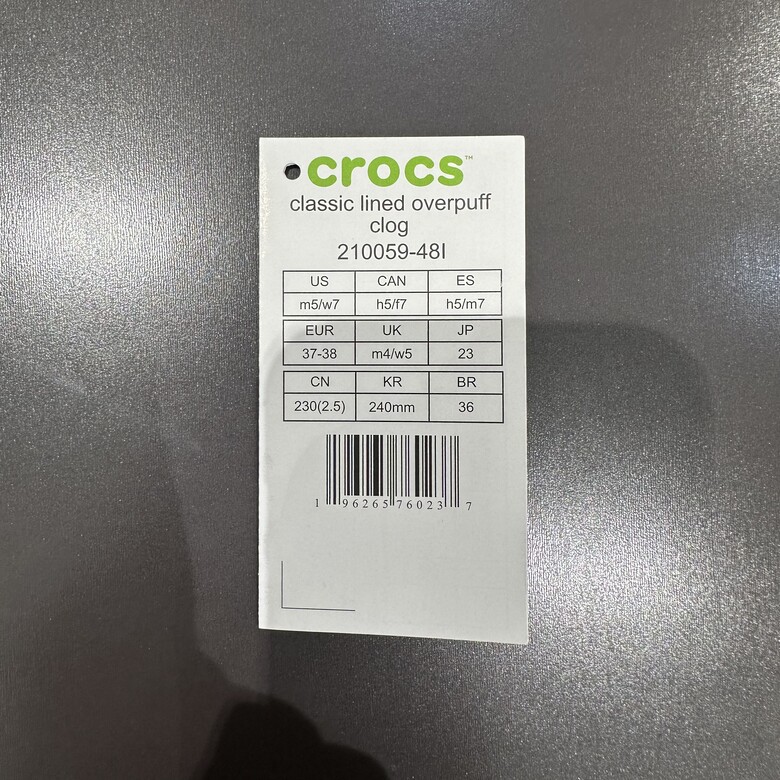 crocs™
classic lined overpuff
clog
210059-48I
US CAN ES
m5/w7 h5/f7 h5/m7
EUR UK JP
37-38 m4/w5 23
CN KR BR
230(2.5) 240mm 36
1 96265 76023 7